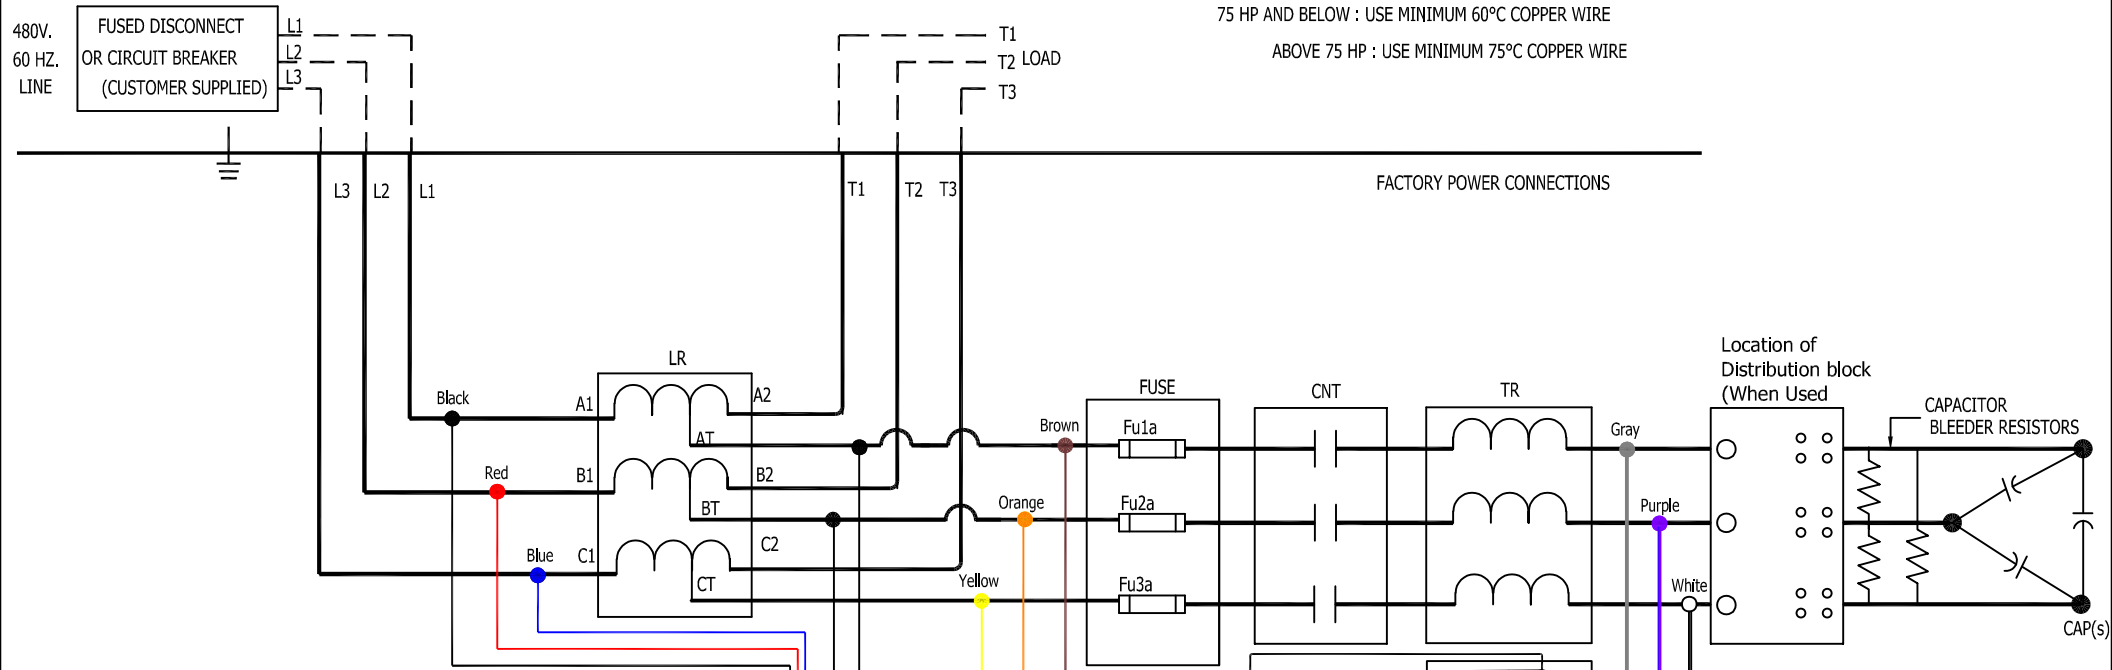 480V.
60 HZ.
LINE
FUSED DISCONNECT
OR CIRCUIT BREAKER
(CUSTOMER SUPPLIED)
L1
L2
L3
T1
T2 LOAD
T3
75 HP AND BELOW : USE MINIMUM 60°C COPPER WIRE
ABOVE 75 HP : USE MINIMUM 75°C COPPER WIRE
L3
L2
L1
T1
T2
T3
FACTORY POWER CONNECTIONS
LR
Black
A1
A2
AT
Red
B1
B2
BT
Blue
C1
C2
CT
Brown
Orange
Yellow
FUSE
Fu1a
Fu2a
Fu3a
CNT
TR
Gray
Purple
White
Location of
Distribution block
(When Used
CAPACITOR
BLEEDER RESISTORS
CAP(s)